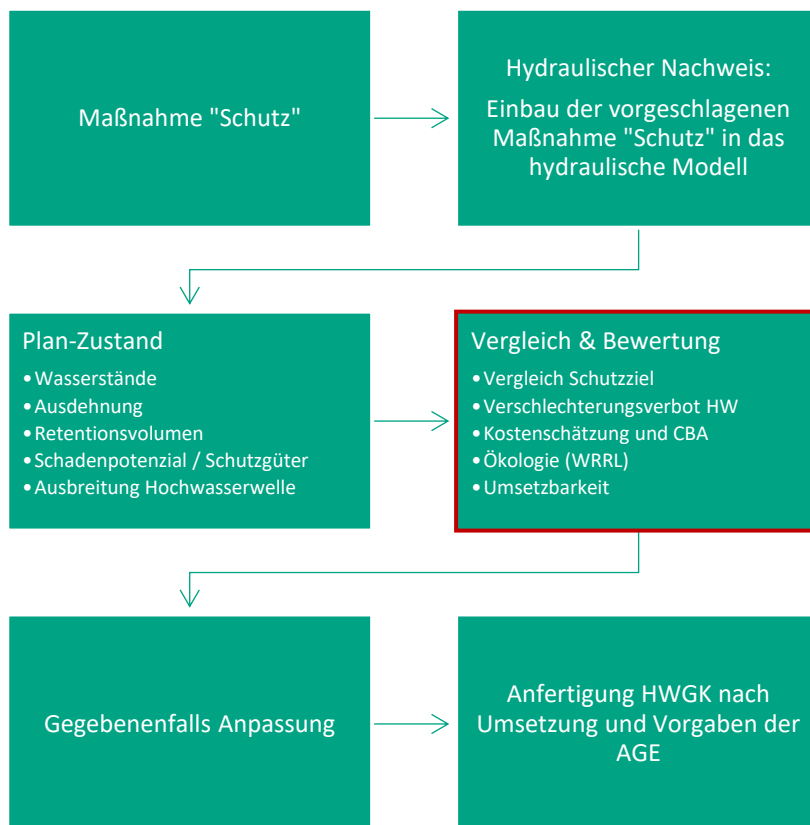 Maßnahme "Schutz"
Hydraulischer Nachweis:
Einbau der vorgeschlagenen
Maßnahme "Schutz" in das
hydraulische Modell
Plan-Zustand
•Wasserstände
•Ausdehnung
•Retentionsvolumen
•Schadenpotenzial / Schutzgüter
•Ausbreitung Hochwasserwelle
Vergleich & Bewertung
•Vergleich Schutzziel
•Verschlechterungsverbot HW
•Kostenschätzung und CBA
•Ökologie (WRRL)
•Umsetzbarkeit
Gegebenenfalls Anpassung
Anfertigung HWGK nach
Umsetzung und Vorgaben der
AGE